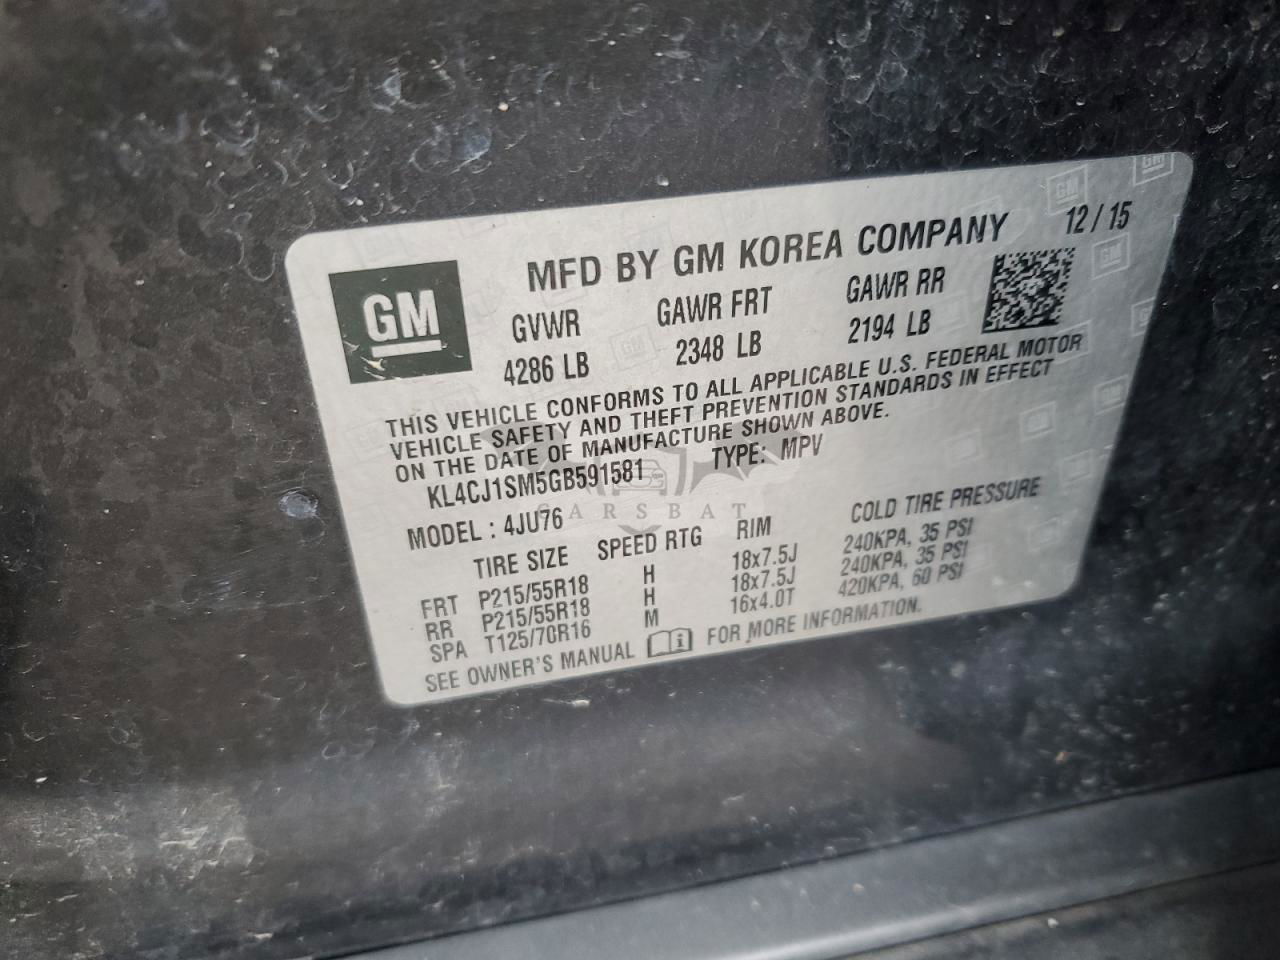 MFD BY GM KOREA COMPANY 12/15
GM
GVWR GAWR FRT GAWR RR
4286 LB 2348 LB 2194 LB
THIS VEHICLE CONFORMS TO ALL APPLICABLE U.S. FEDERAL MOTOR
VEHICLE SAFETY AND THEFT PREVENTION STANDARDS IN EFFECT
ON THE DATE OF MANUFACTURE SHOWN ABOVE.
KL4CJ1SM5GB591581 TYPE: MPV
CARSBAT
MODEL : 4JU76
TIRE SIZE SPEED RTG RIM COLD TIRE PRESSURE
FRT P215/55R18 H 18x7.5J 240KPA, 35 PSI
RR P215/55R18 H 18x7.5J 240KPA, 35 PSI
SPA T125/70R16 M 16x4.0T 420KPA, 60 PSI
SEE OWNER'S MANUAL FOR MORE INFORMATION.